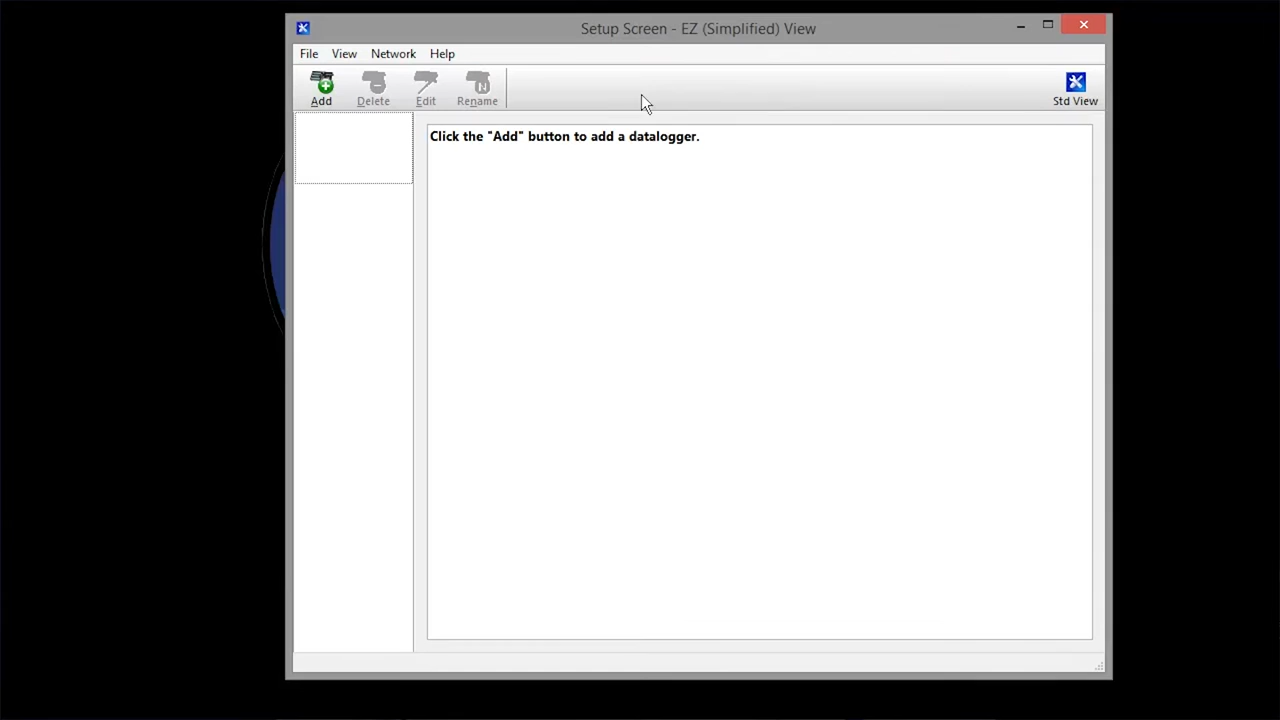 Setup Screen - EZ (Simplified) View
File View Network Help
Add Delete Edit Rename Std View
Click the "Add" button to add a datalogger.